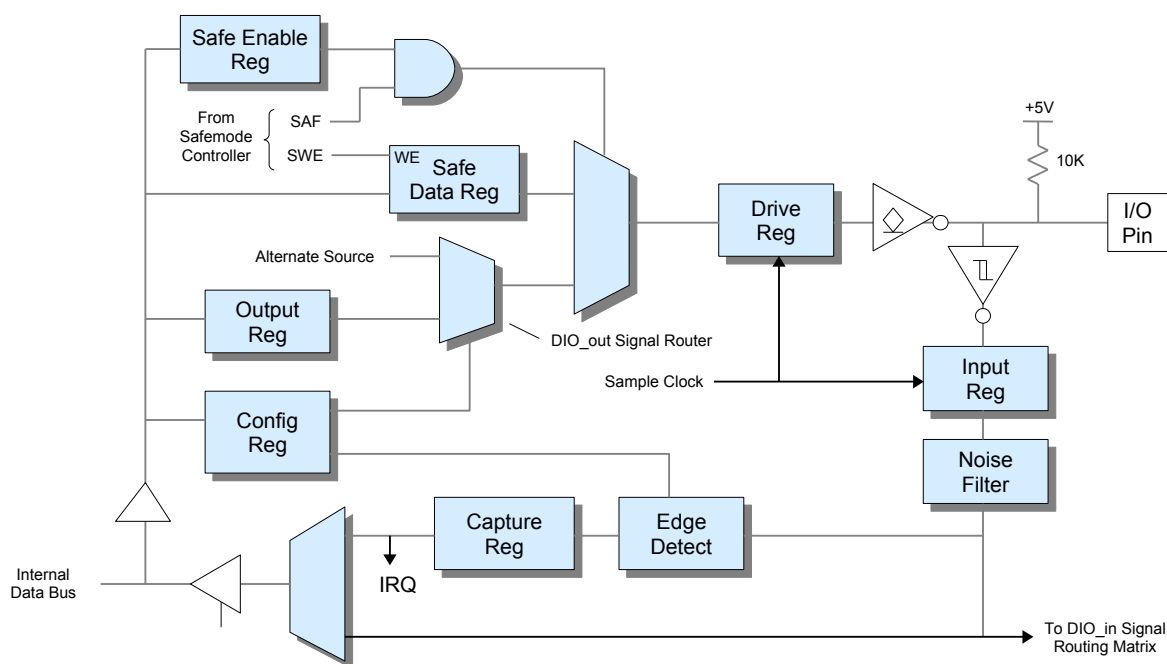 Safe Enable
Reg
From
Safemode
Controller
SAF
SWE
WE
Safe
Data Reg
+5V
10K
Drive
Reg
I/O
Pin
Alternate Source
Output
Reg
DIO_out Signal Router
Sample Clock
Input
Reg
Config
Reg
Noise
Filter
Capture
Reg
Edge
Detect
IRQ
Internal
Data Bus
To DIO_in Signal
Routing Matrix